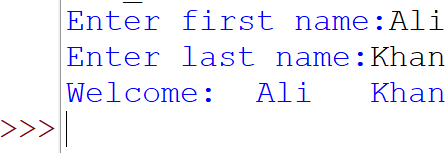 Enter first name:Ali
Enter last name:Khan
Welcome:  Ali   Khan
>>>